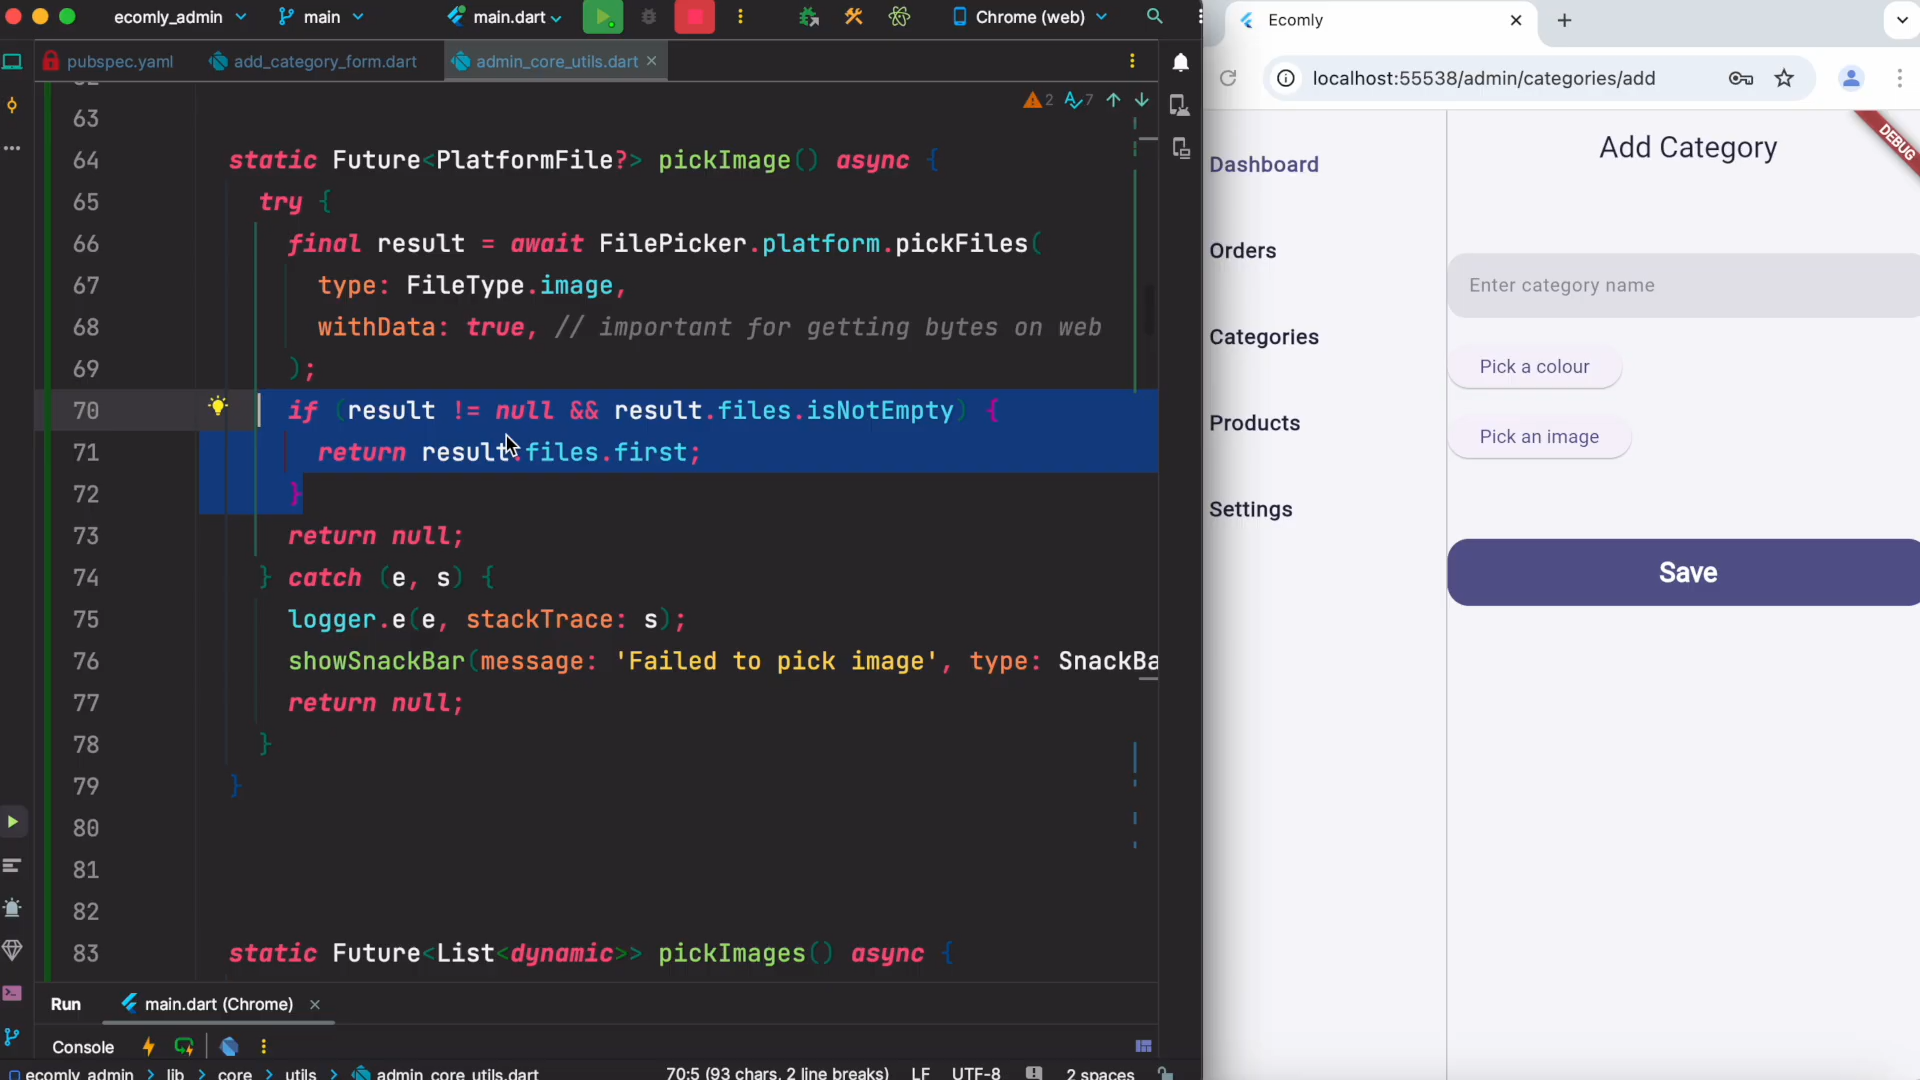 ecomly_admin
main
main.dart
Chrome (web)
pubspec.yaml
add_category_form.dart
admin_core_utils.dart
2
7
63
64 static Future<PlatformFile?> pickImage() async {
65 try {
66 final result = await FilePicker.platform.pickFiles(
67 type: FileType.image,
68 withData: true, // important for getting bytes on web
69 );
70 if (result != null && result.files.isNotEmpty) {
71 return result.files.first;
72 }
73 return null;
74 } catch (e, s) {
75 logger.e(e, stackTrace: s);
76 showSnackBar(message: 'Failed to pick image', type: SnackBa
77 return null;
78 }
79 }
80
81
82
83 static Future<List<dynamic>> pickImages() async {
Run
main.dart (Chrome)
Console
ecomly_admin > lib > core > utils > admin_core_utils.dart
70:5 (93 chars, 2 line breaks)
LF
UTF-8
2 spaces
Ecomly
localhost:55538/admin/categories/add
DEBUG
Dashboard
Orders
Categories
Products
Settings
Add Category
Enter category name
Pick a colour
Pick an image
Save